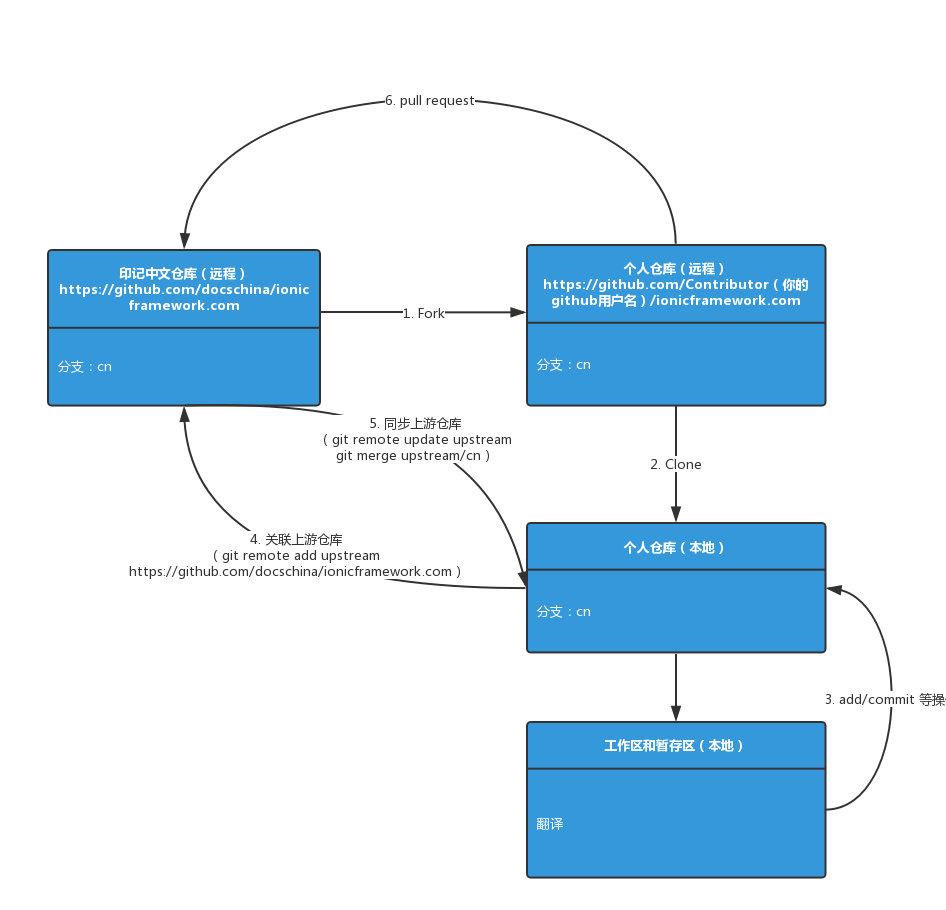 6. pull request
印记中文仓库（远程）
https://github.com/docschina/ionic
framework.com
分支：cn
1. Fork
个人仓库（远程）
https://github.com/Contributor（你的
github用户名）/ionicframework.com
分支：cn
5. 同步上游仓库
（git remote update upstream
git merge upstream/cn）
2. Clone
4. 关联上游仓库
（git remote add upstream
https://github.com/docschina/ionicframework.com）
个人仓库（本地）
分支：cn
3. add/commit 等操
工作区和暂存区（本地）
翻译